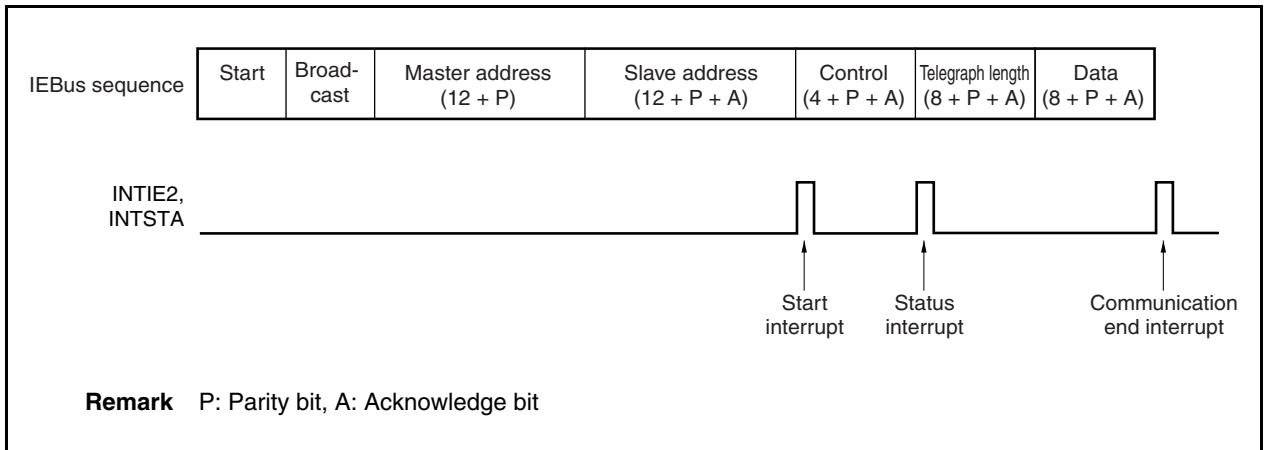 IEBus sequence
Start
Broad-
cast
Master address
(12 + P)
Slave address
(12 + P + A)
Control
(4 + P + A)
Telegraph length
(8 + P + A)
Data
(8 + P + A)
INTIE2,
INTSTA
Start
interrupt
Status
interrupt
Communication
end interrupt
Remark P: Parity bit, A: Acknowledge bit